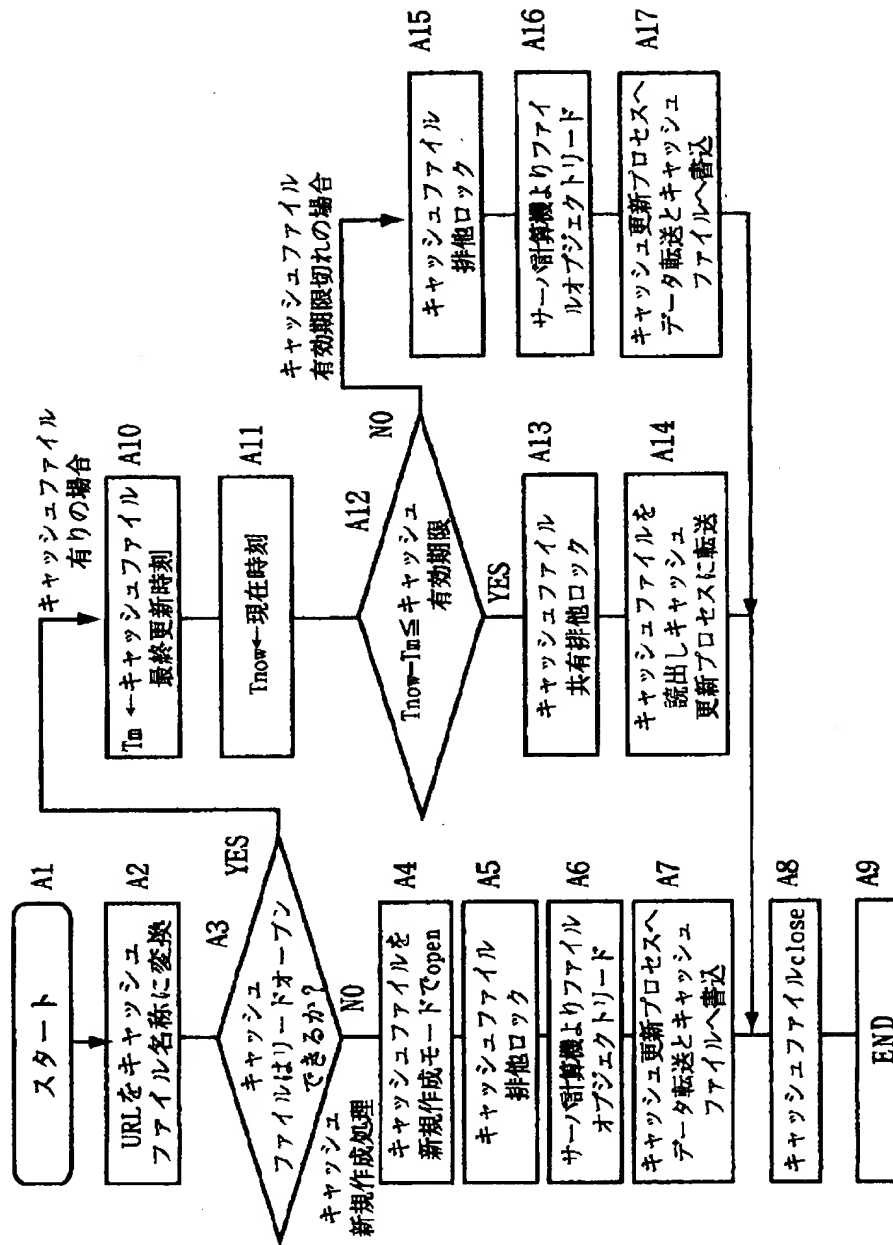 スタート
A1
URLをキャッシュ
ファイル名称に変換
A2
キャッシュ
ファイルはリードオープン
できるか?
A3
YES
NO
キャッシュ
新規作成処理
キャッシュファイルを
新規作成モードでopen
A4
キャッシュファイル
排他ロック
A5
サーバ計算機よりファイル
オブジェクトリード
A6
キャッシュ更新プロセスへ
データ転送とキャッシュ
ファイルへ書込
A7
キャッシュファイルclose
A8
END
A9
キャッシュファイル
有りの場合
Tm ←キャッシュファイル
最終更新時刻
A10
Tnow←現在時刻
A11
Tnow-Tm≦キャッシュ
有効期限
A12
NO
YES
キャッシュファイル
共有排他ロック
A13
キャッシュファイルを
読出しキャッシュ
更新プロセスに転送
A14
キャッシュファイル
有効期限切れの場合
キャッシュファイル
排他ロック
A15
サーバ計算機よりファイ
ルオブジェクトリード
A16
キャッシュ更新プロセスへ
データ転送とキャッシュ
ファイルへ書込
A17